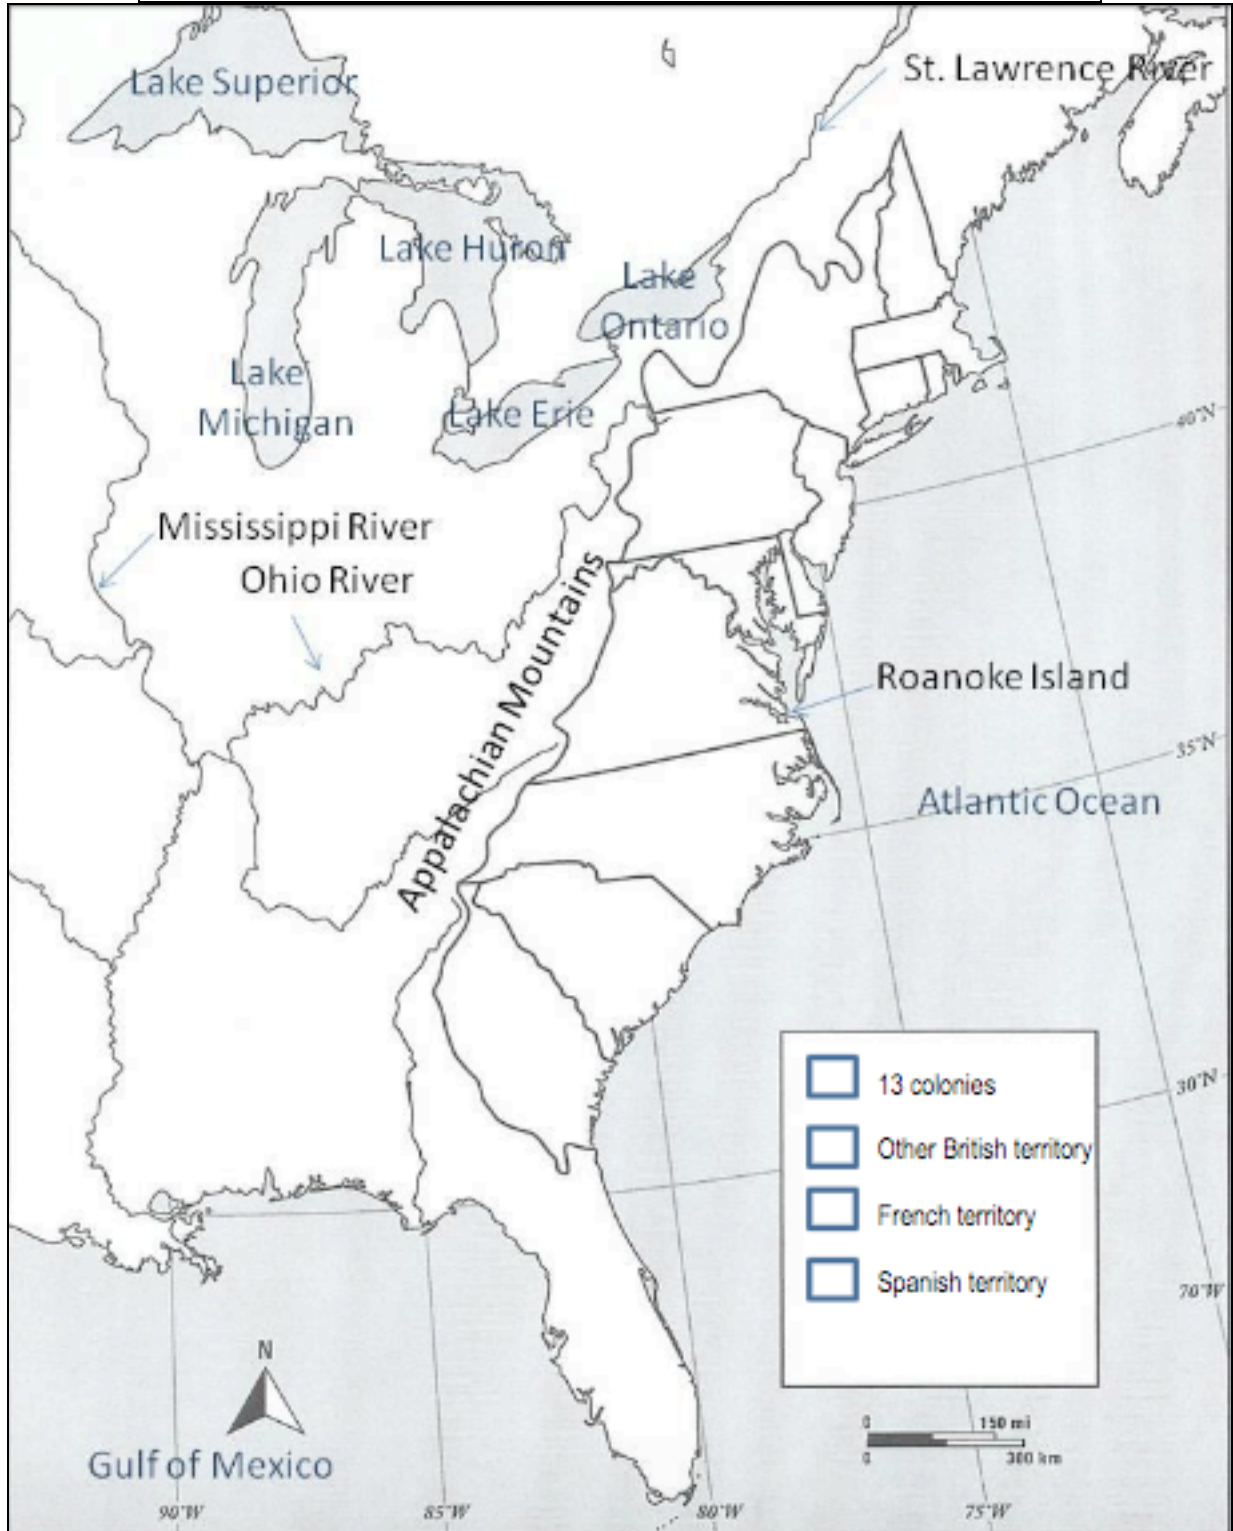 Lake Superior
St. Lawrence River
Lake Huron
Lake
Ontario
Lake
Michigan
Lake Erie
40°N
Mississippi River
Ohio River
Appalachian Mountains
Roanoke Island
35°N
Atlantic Ocean
13 colonies
30°N
Other British territory
French territory
Spanish territory
70°W
N
0 150 mi
0 300 km
Gulf of Mexico
90°W
85°W
80°W
75°W